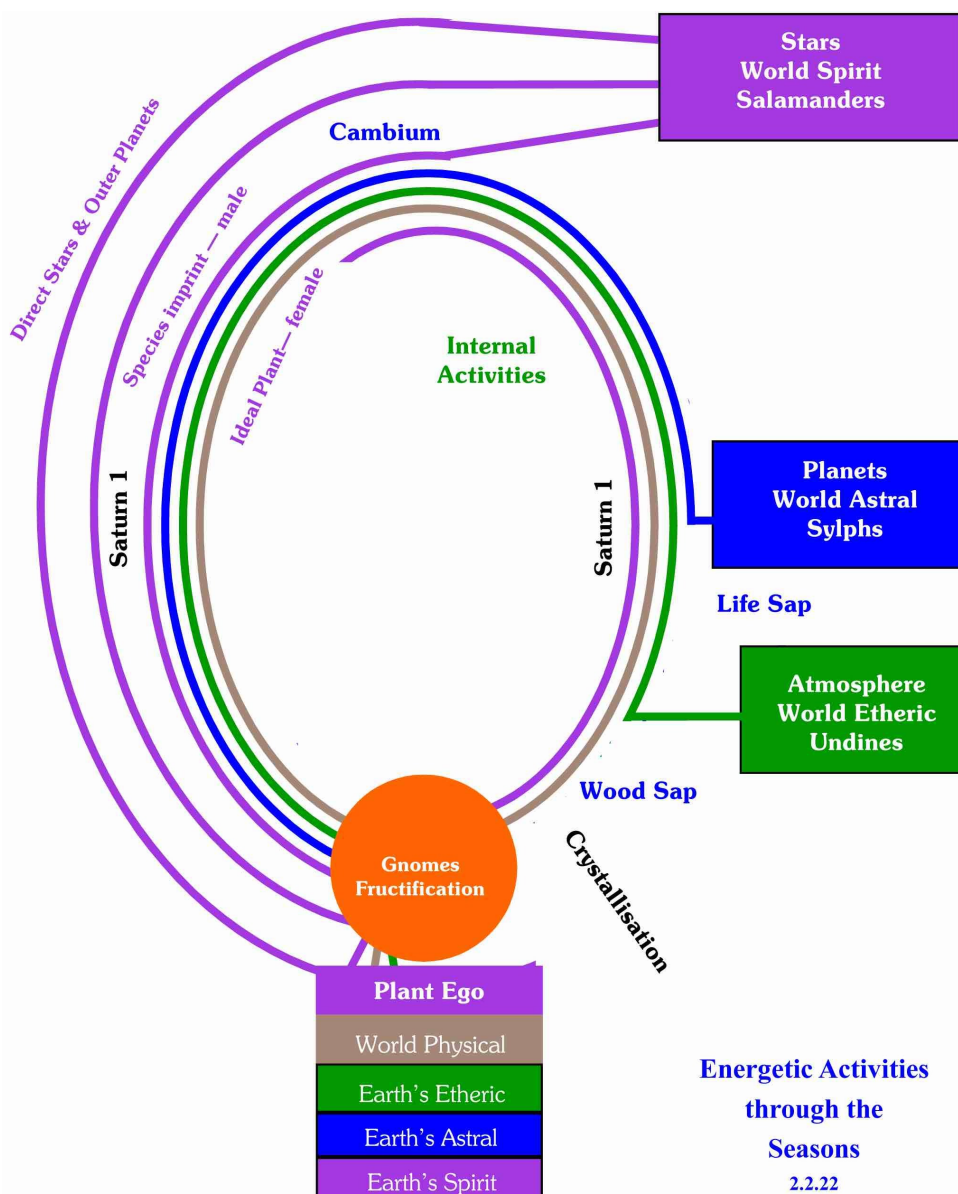 Stars
World Spirit
Salamanders
Cambium
Direct Stars & Outer Planets
Species imprint — male
Ideal Plant— female
Internal
Activities
Saturn 1
Saturn 1
Planets
World Astral
Sylphs
Life Sap
Atmosphere
World Etheric
Undines
Wood Sap
Crystallisation
Gnomes
Fructification
Plant Ego
World Physical
Earth's Etheric
Earth's Astral
Earth's Spirit
Energetic Activities
through the
Seasons
2.2.22